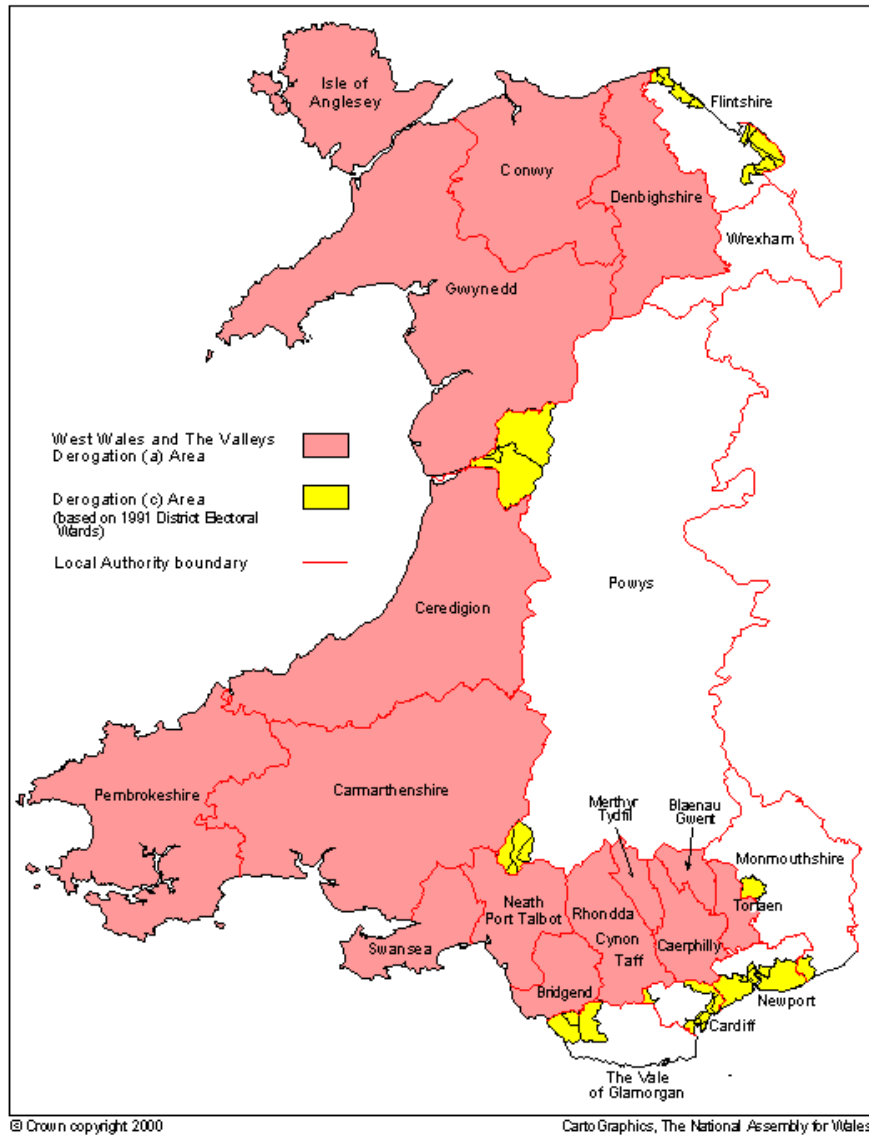 Isle of
Anglesey
Flintshire
Conwy
Denbighshire
Wrexham
Gwynedd
West Wales and The Valleys
Derogation (a) Area
Derogation (c) Area
(based on 1991 District Electoral
Wards)
Local Authority boundary
Powys
Ceredigion
Pembrokeshire
Carmarthenshire
Merthyr
Tydfil
Blaenau
Gwent
Monmouthshire
Neath
Port Talbot
Rhondda
Cynon
Taff
Torfaen
Caerphilly
Swansea
Bridgend
Newport
Cardiff
The Vale
of Glamorgan
© Crown copyright 2000
CartoGraphics, The National Assembly for Wales